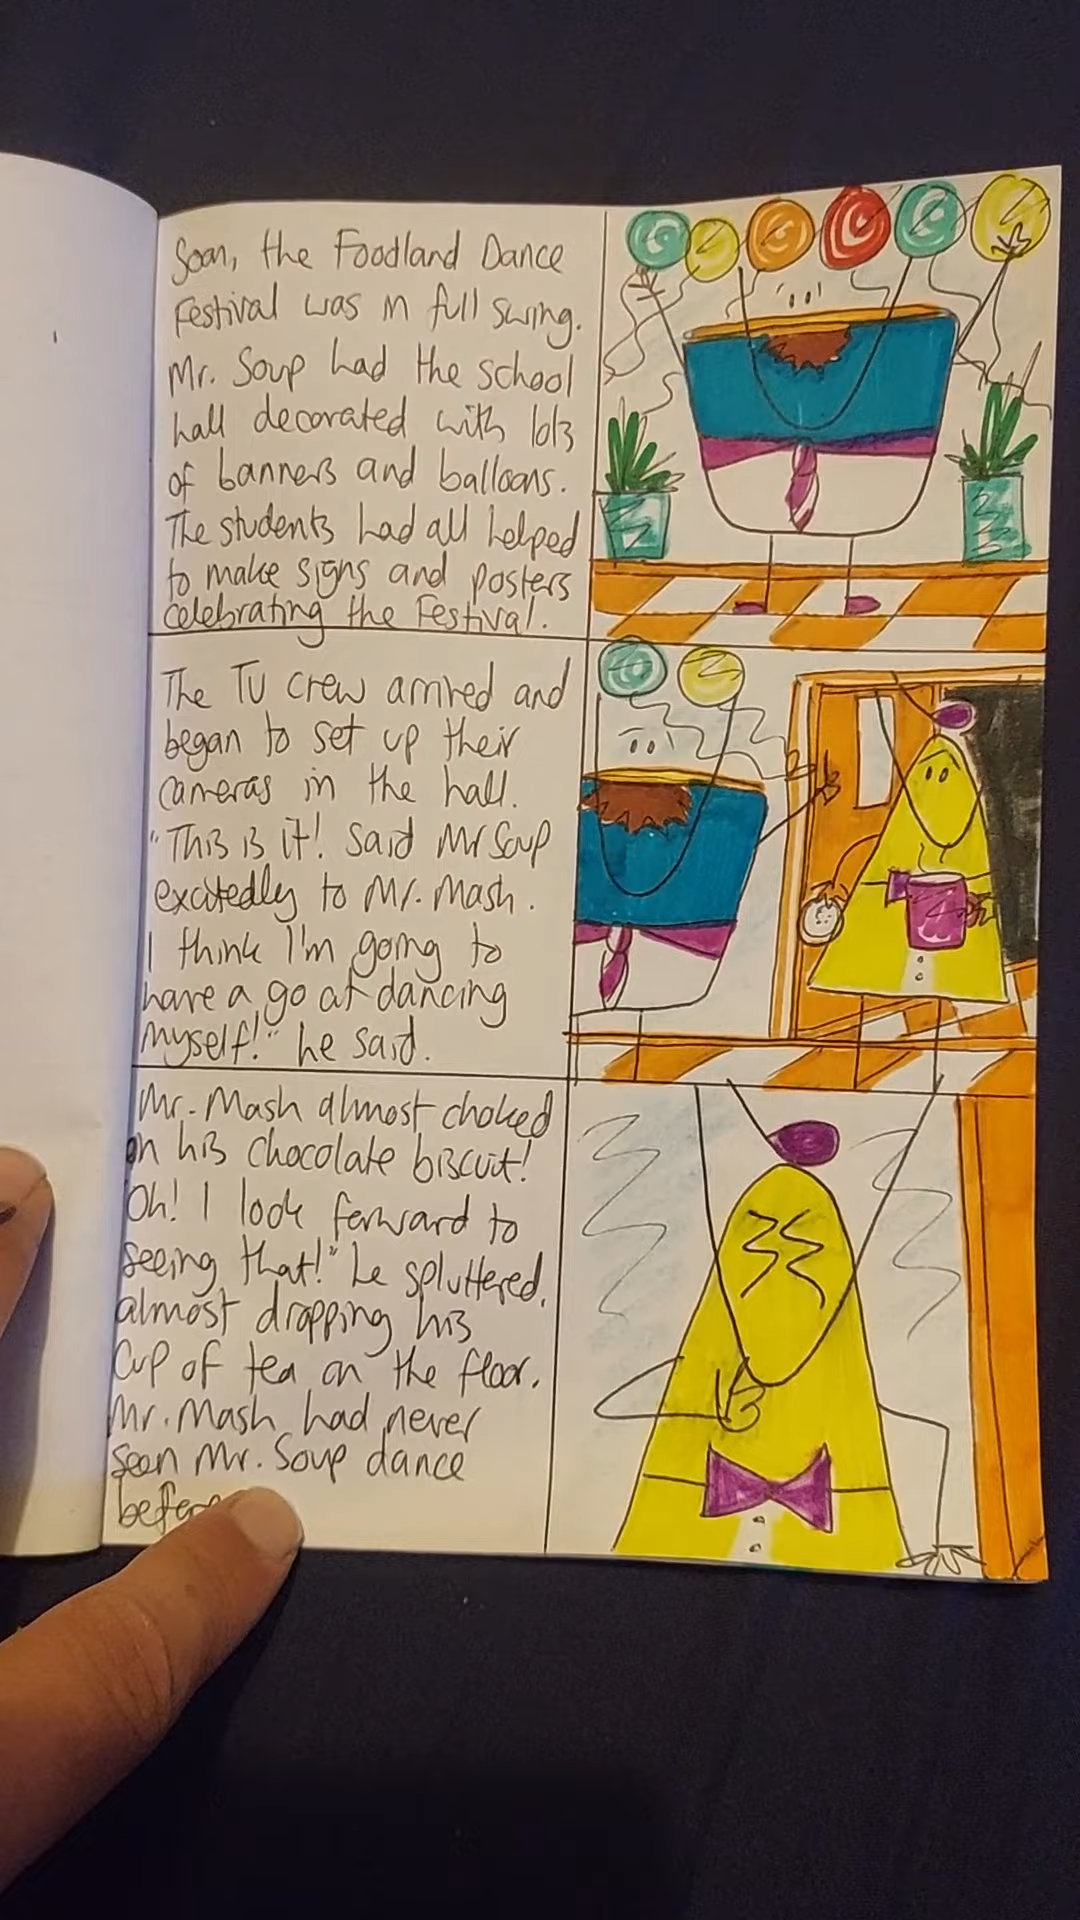 Soon, the Foodland Dance
Festival was in full swing.
Mr. Soup had the school
hall decorated with lots
of banners and balloons.
The students had all helped
to make signs and posters
celebrating the Festival.
The TV crew arrived and
began to set up their
cameras in the hall.
"This is it! said Mr Soup
excitedly to Mr. Mash.
I think I'm going to
have a go at dancing
myself!" he said.
Mr. Mash almost choked
on his chocolate biscuit!
"Oh! I look forward to
seeing that!" he spluttered,
almost dropping his
cup of tea on the floor.
Mr. Mash had never
seen Mr. Soup dance